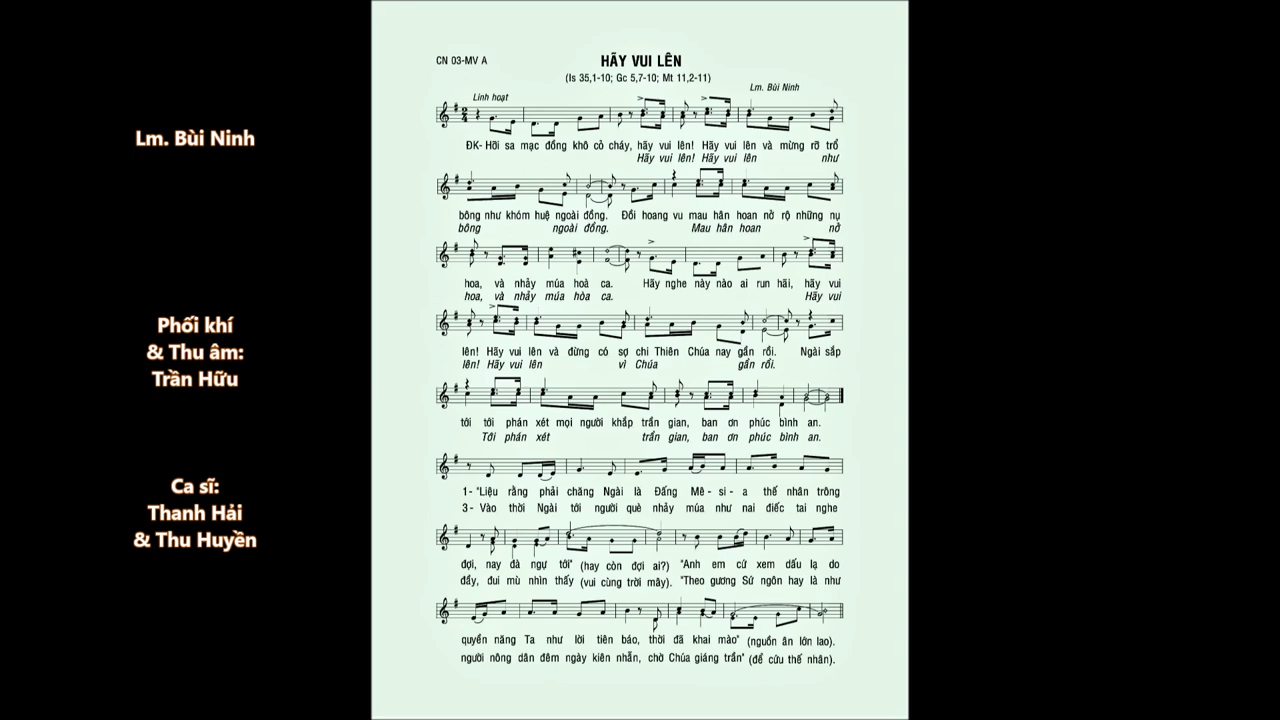 Lm. Bùi Ninh
Phối khí
& Thu âm:
Trần Hữu
Ca sĩ:
Thanh Hải
& Thu Huyền
CN 03-MV A
HÃY VUI LÊN
(Is 35,1-10; Gc 5,7-10; Mt 11,2-11)
Lm. Bùi Ninh
Linh hoạt
ĐK- Hỡi sa mạc đồng khô cỏ cháy, hãy vui lên! Hãy vui lên và mừng rỡ trổ
Hãy vui lên! Hãy vui lên như
bông như khóm huệ ngoài đồng. Đồi hoang vu mau hân hoan nở rộ những nụ
bông ngoài đồng. Mau hân hoan nở
hoa, và nhảy múa hoà ca. Hãy nghe này nào ai run hãi, hãy vui
hoa, và nhảy múa hòa ca. Hãy vui
lên! Hãy vui lên và đừng có sợ chi Thiên Chúa nay gần rồi. Ngài sắp
lên! Hãy vui lên vì Chúa gần rồi.
tới tới phán xét mọi người khắp trần gian, ban ơn phúc bình an.
Tới phán xét trần gian, ban ơn phúc bình an.
1- "Liệu rằng phải chăng Ngài là Đấng Mê - si - a thế nhân trông
3- Vào thời Ngài tới người què nhảy múa như nai điếc tai nghe
đợi, nay đà ngự tới" (hay còn đợi ai?) "Anh em cứ xem dấu lạ do
đầy, đui mù nhìn thấy (vui cùng trời mây). "Theo gương Sứ ngôn hay là như
quyền năng Ta như lời tiên báo, thời đã khai mào" (nguồn ân lớn lao).
người nông dân đêm ngày kiên nhẫn, chờ Chúa giáng trần" (để cứu thế nhân).